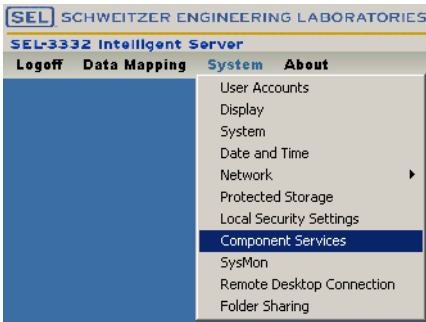 SEL SCHWEITZER ENGINEERING LABORATORIES
SEL-3332 Intelligent Server
Logoff Data Mapping System About
User Accounts
Display
System
Date and Time
Network
Protected Storage
Local Security Settings
Component Services
SysMon
Remote Desktop Connection
Folder Sharing